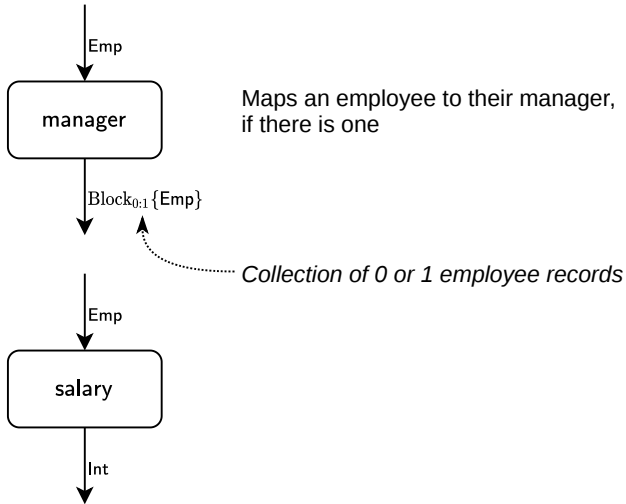 Emp
manager
Maps an employee to their manager,
if there is one
Block0:1{Emp}
Collection of 0 or 1 employee records
Emp
salary
Int